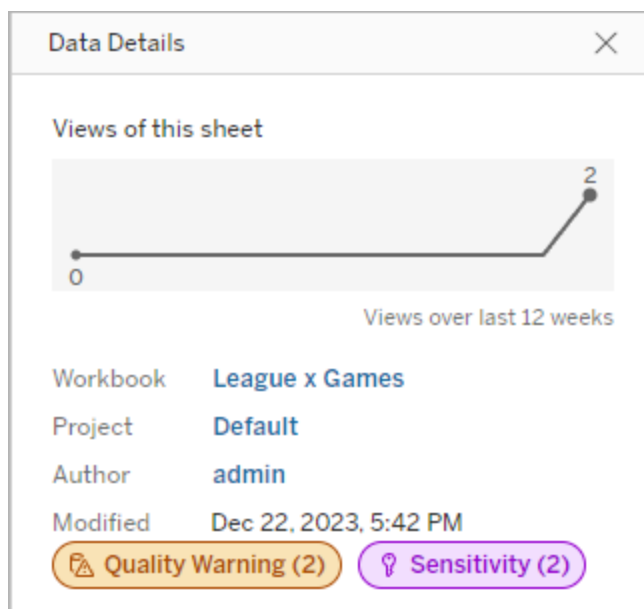 Data Details
Views of this sheet
2
0
Views over last 12 weeks
Workbook League x Games
Project Default
Author admin
Modified Dec 22, 2023, 5:42 PM
Quality Warning (2) Sensitivity (2)